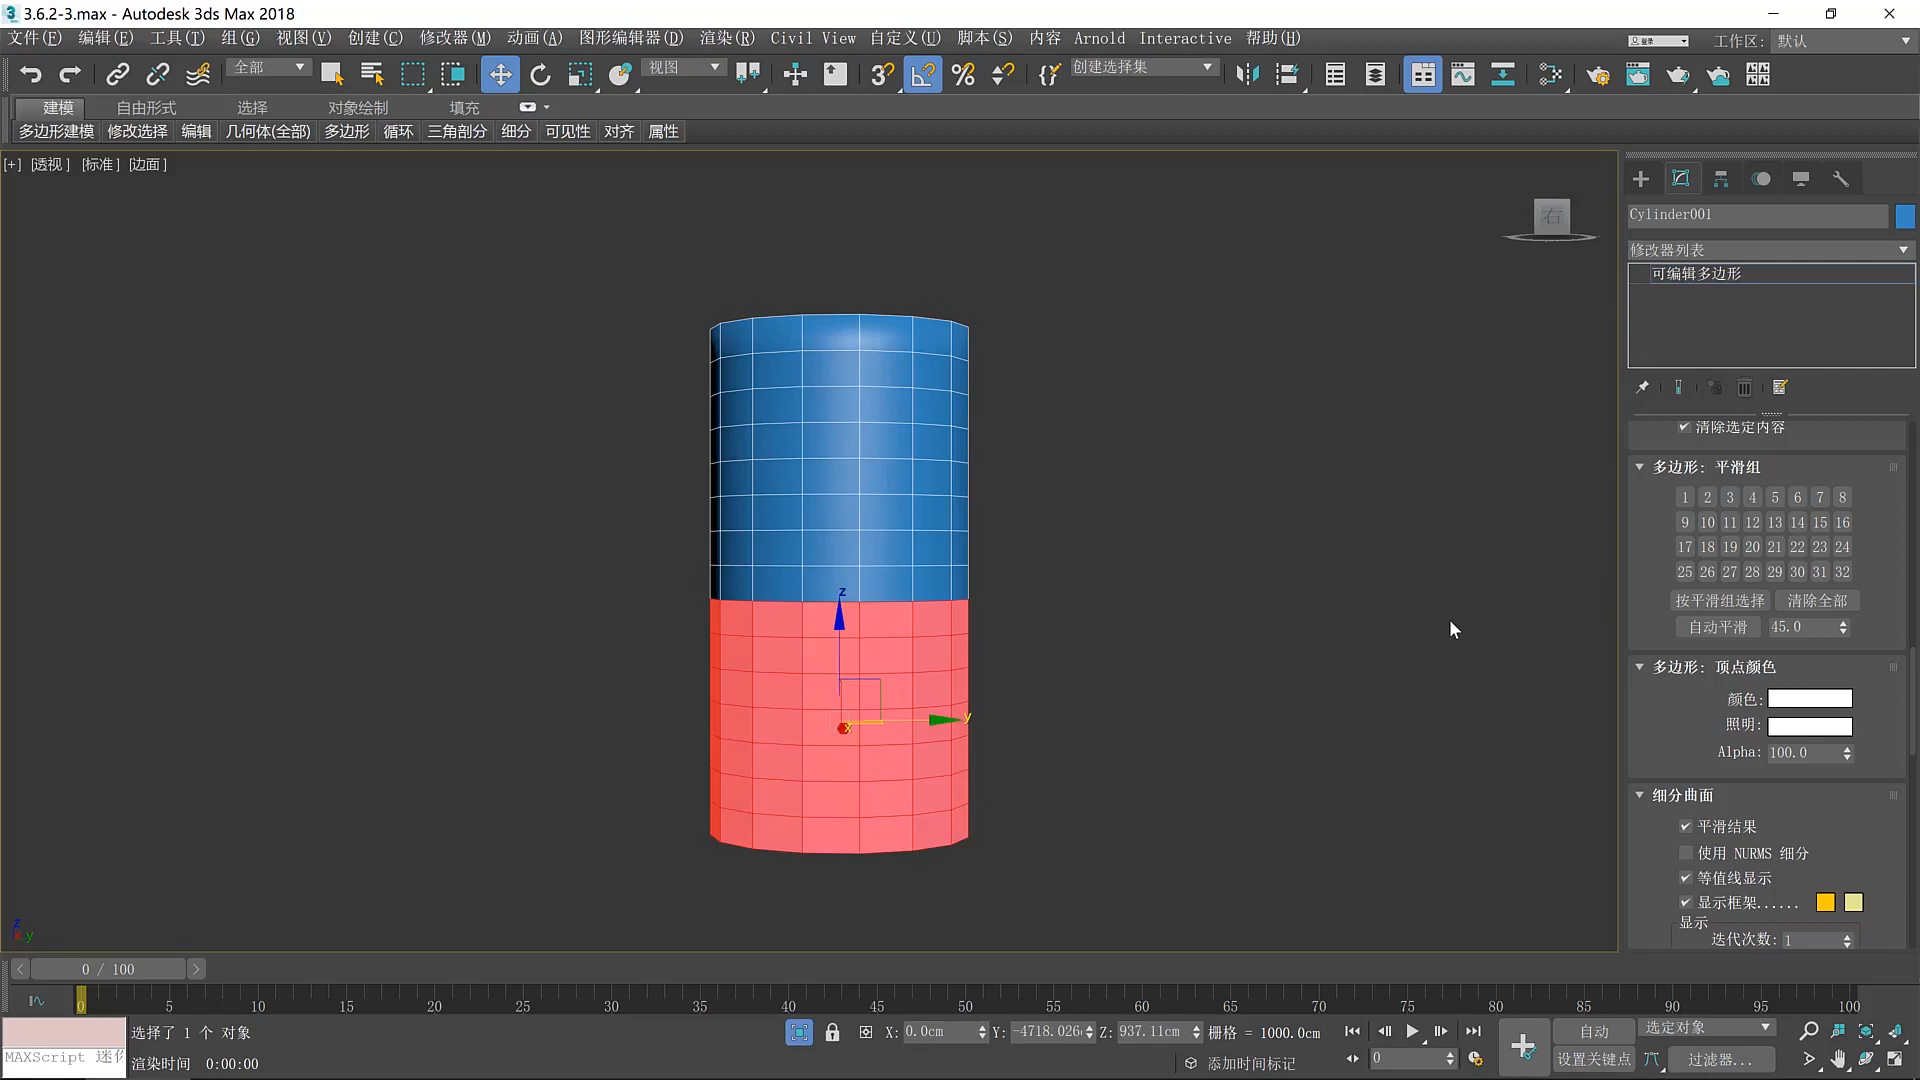 3.6.2-3.max - Autodesk 3ds Max 2018
文件(F) 编辑(E) 工具(T) 组(G) 视图(V) 创建(C) 修改器(M) 动画(A) 图形编辑器(D) 渲染(R) Civil View 自定义(U) 脚本(S) 内容 Arnold Interactive 帮助(H)
登录 工作区: 默认
全部 视图 创建选择集
建模 自由形式 选择 对象绘制 填充
多边形建模 修改选择 编辑 几何体(全部) 多边形 循环 三角剖分 细分 可见性 对齐 属性
[+] [透视] [标准] [边面]
右
z
y
x
z
x y
Cylinder001
修改器列表
可编辑多边形
清除选定内容
多边形: 平滑组
1 2 3 4 5 6 7 8
9 10 11 12 13 14 15 16
17 18 19 20 21 22 23 24
25 26 27 28 29 30 31 32
按平滑组选择 清除全部
自动平滑 45.0
多边形: 顶点颜色
颜色:
照明:
Alpha: 100.0
细分曲面
平滑结果
使用 NURMS 细分
等值线显示
显示框架......
显示
迭代次数: 1
0 / 100
0 5 10 15 20 25 30 35 40 45 50 55 60 65 70 75 80 85 90 95 100
选择了 1 个 对象 X: 0.0cm Y: -4718.026 Z: 937.11cm 栅格 = 1000.0cm 自动 选定对象
MAXScript 渲染时间 0:00:00 添加时间标记 0 设置关键点 过滤器...